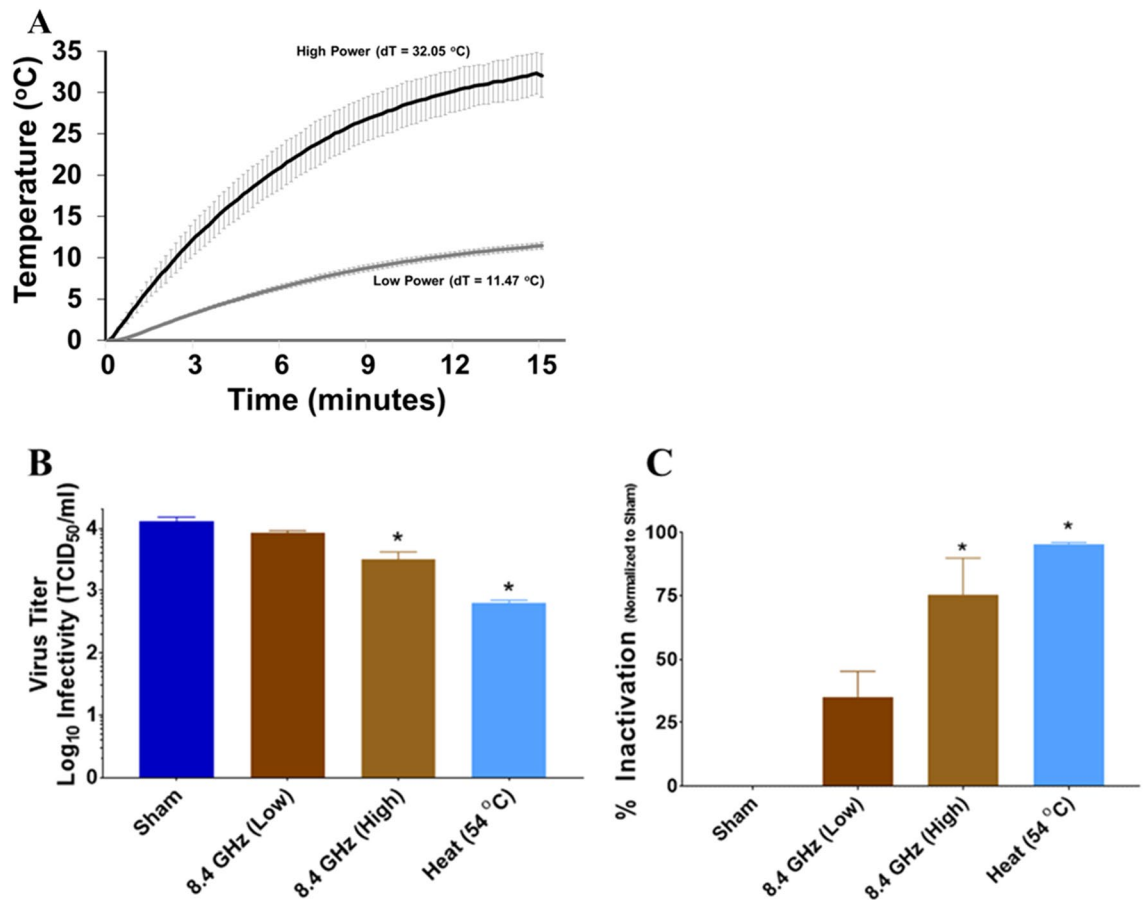 A
High Power (dT = 32.05 °C)
Low Power (dT = 11.47 °C)
Temperature (°C)
35
30
25
20
15
10
5
0
0 3 6 9 12 15
Time (minutes)
B
Virus Titer
Log₁₀ Infectivity (TCID₅₀/ml)
4
3
2
1
0
*
*
Sham
8.4 GHz (Low)
8.4 GHz (High)
Heat (54 °C)
C
% Inactivation (Normalized to Sham)
100
75
50
25
0
*
*
Sham
8.4 GHz (Low)
8.4 GHz (High)
Heat (54 °C)